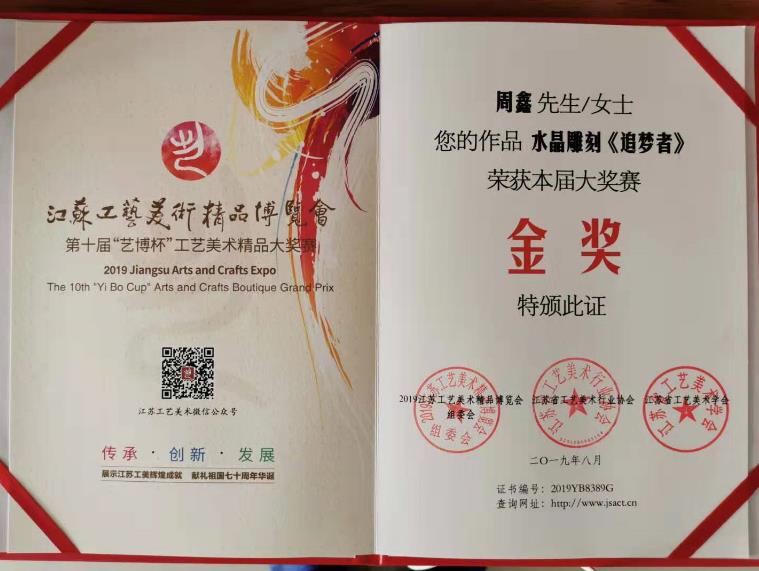 江蘇工藝美術精品博覽會
第十届“艺博杯”工艺美术精品大奖赛
2019 Jiangsu Arts and Crafts Expo
The 10th "Yi Bo Cup" Arts and Crafts Boutique Grand Prix
江苏工艺美术微信公众号
传承·创新·发展
展示江苏工美辉煌成就 献礼祖国七十周年华诞
周鑫 先生/女士
您的作品 水晶雕刻《追梦者》
荣获本届大奖赛
金奖
特颁此证
2019江苏工艺美术精品博览会 江苏省工艺美术行业协会 江苏省工艺美术学会
组委会
二〇一九年八月
证书编号：2019YB8389G
查询网址：http://www.jsact.cn